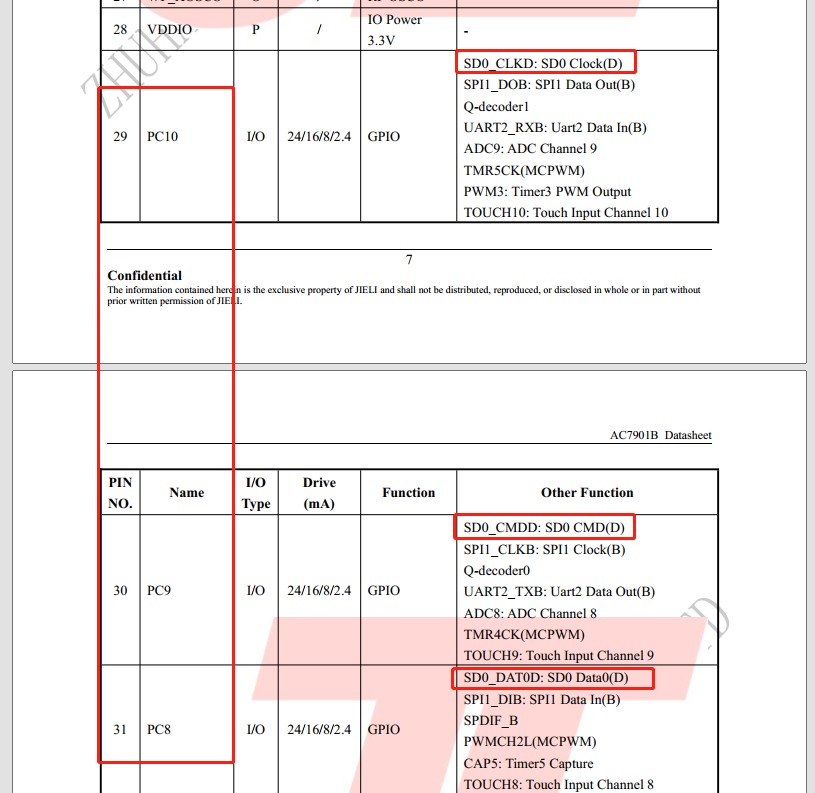 28 VDDIO P / IO Power -
3.3V
SD0_CLKD: SD0 Clock(D)
SPI1_DOB: SPI1 Data Out(B)
Q-decoder1
UART2_RXB: Uart2 Data In(B)
29 PC10 I/O 24/16/8/2.4 GPIO
ADC9: ADC Channel 9
TMR5CK(MCPWM)
PWM3: Timer3 PWM Output
TOUCH10: Touch Input Channel 10
ZHUH
7
Confidential
The information contained herein is the exclusive property of JIELI and shall not be distributed, reproduced, or disclosed in whole or in part without
prior written permission of JIELI.
AC7901B Datasheet
PIN NO. Name I/O Type Drive (mA) Function Other Function
SD0_CMDD: SD0 CMD(D)
SPI1_CLKB: SPI1 Clock(B)
Q-decoder0
30 PC9 I/O 24/16/8/2.4 GPIO
UART2_TXB: Uart2 Data Out(B)
ADC8: ADC Channel 8
TMR4CK(MCPWM)
TOUCH9: Touch Input Channel 9
SD0_DAT0D: SD0 Data0(D)
SPI1_DIB: SPI1 Data In(B)
SPDIF_B
31 PC8 I/O 24/16/8/2.4 GPIO
PWMCH2L(MCPWM)
CAP5: Timer5 Capture
TOUCH8: Touch Input Channel 8